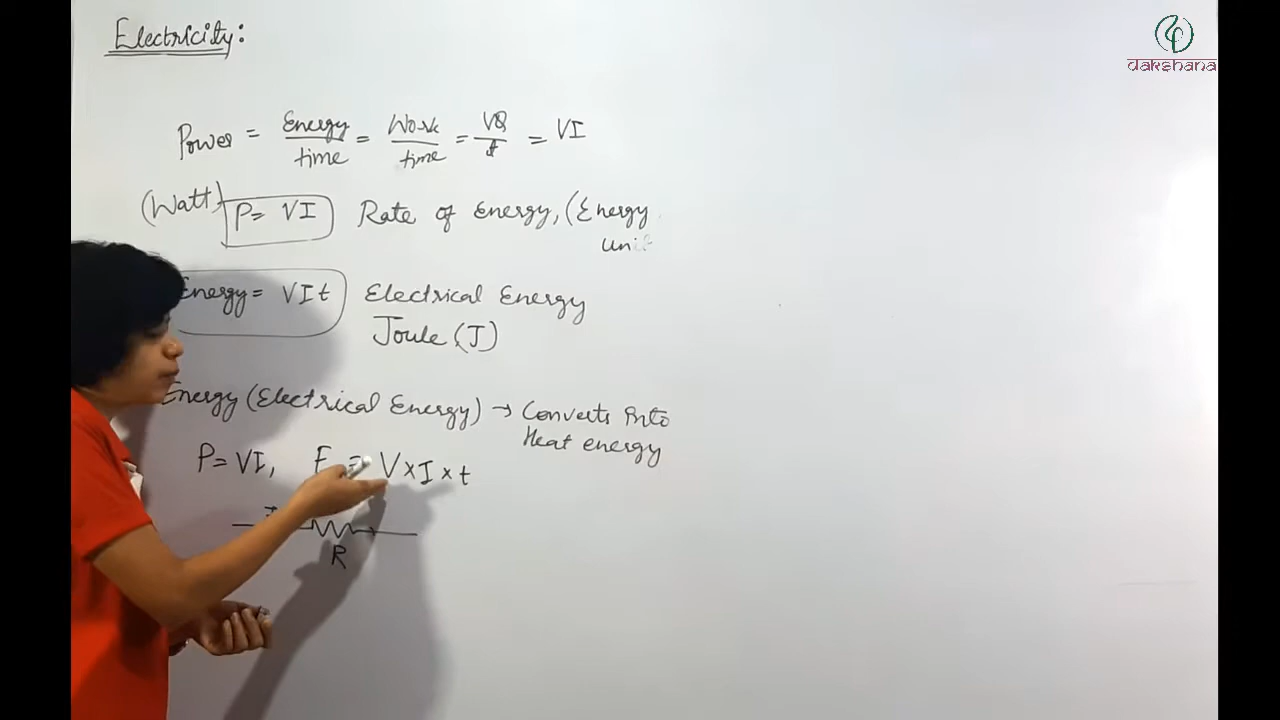 Electricity:
dakshana
Power = Energy/time = Work/time = VQ/t = VI
(Watt) P = VI Rate of Energy, (Energy
Energy = VIt Electrical Energy
Joule (J)
Energy (Electrical Energy) → Converts into
Heat energy
P = VI, E = V × I × t
R